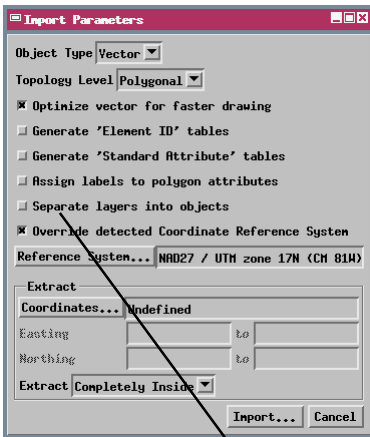 Import Parameters
Object Type Vector
Topology Level Polygonal
Optimize vector for faster drawing
Generate 'Element ID' tables
Generate 'Standard Attribute' tables
Assign labels to polygon attributes
Separate layers into objects
Override detected Coordinate Reference System
Reference System... NAD27 / UTM zone 17N (CM 81W)
Extract
Coordinates... Undefined
Easting to
Northing to
Extract Completely Inside
Import... Cancel